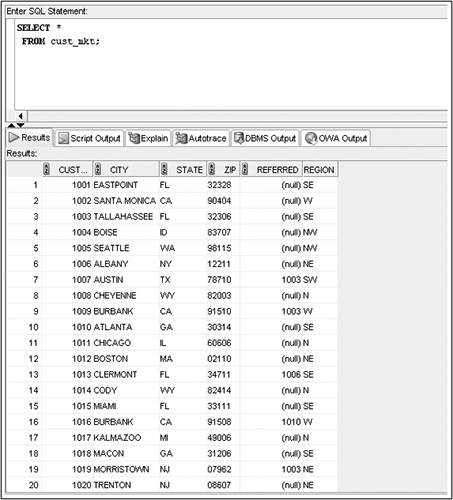 Enter SQL Statement:
SELECT *
FROM cust_mkt;
Results Script Output Explain Autotrace DBMS Output OWA Output
Results:
CUST... CITY STATE ZIP REFERRED REGION
1 1001 EASTPOINT FL 32328 (null) SE
2 1002 SANTA MONICA CA 90404 (null) W
3 1003 TALLAHASSEE FL 32306 (null) SE
4 1004 BOISE ID 83707 (null) NW
5 1005 SEATTLE WA 98115 (null) NW
6 1006 ALBANY NY 12211 (null) NE
7 1007 AUSTIN TX 78710 1003 SW
8 1008 CHEYENNE WY 82003 (null) N
9 1009 BURBANK CA 91510 1003 W
10 1010 ATLANTA GA 30314 (null) SE
11 1011 CHICAGO IL 60606 (null) N
12 1012 BOSTON MA 02110 (null) NE
13 1013 CLERMONT FL 34711 1006 SE
14 1014 CODY WY 82414 (null) N
15 1015 MIAMI FL 33111 (null) SE
16 1016 BURBANK CA 91508 1010 W
17 1017 KALMAZOO MI 49006 (null) N
18 1018 MACON GA 31206 (null) SE
19 1019 MORRISTOWN NJ 07962 1003 NE
20 1020 TRENTON NJ 08607 (null) NE